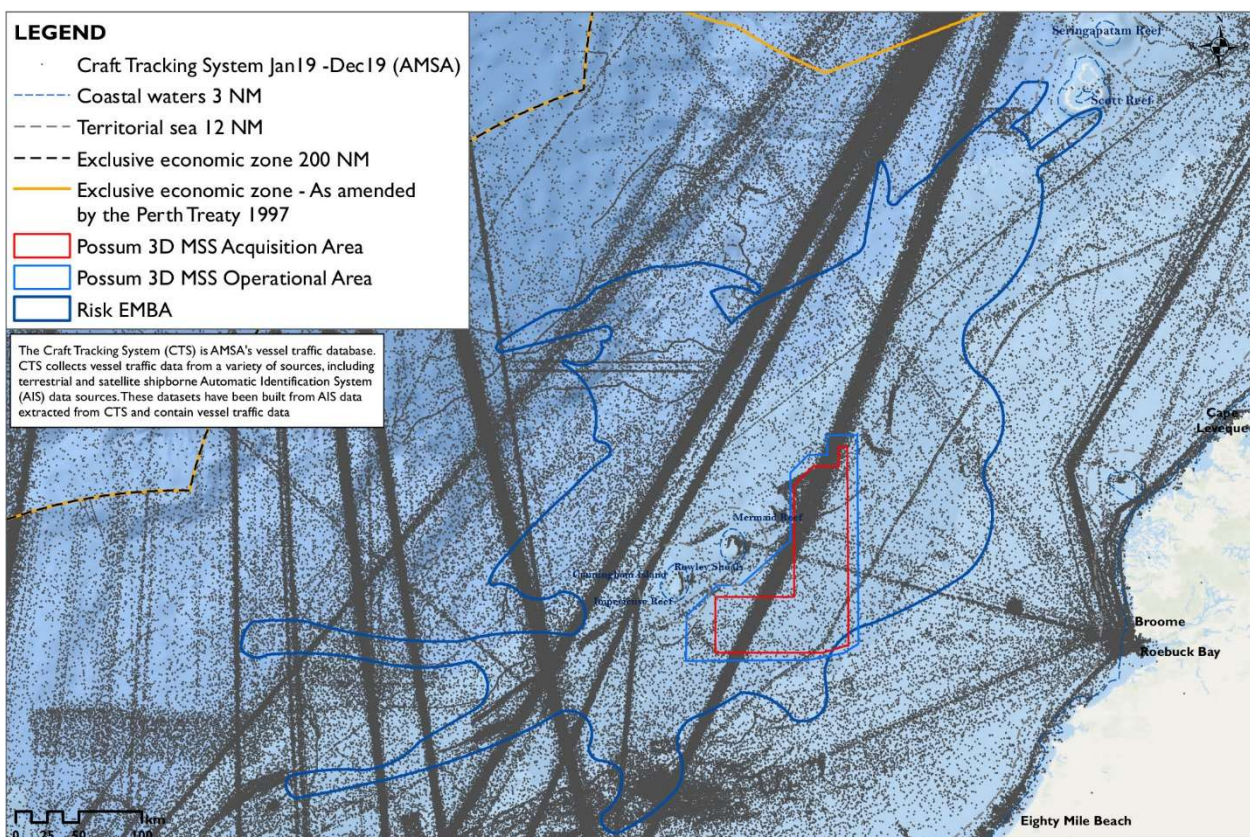 LEGEND
Craft Tracking System Jan19 -Dec19 (AMSA)
Coastal waters 3 NM
Territorial sea 12 NM
Exclusive economic zone 200 NM
Exclusive economic zone - As amended
by the Perth Treaty 1997
Possum 3D MSS Acquisition Area
Possum 3D MSS Operational Area
Risk EMBA
The Craft Tracking System (CTS) is AMSA's vessel traffic database.
CTS collects vessel traffic data from a variety of sources, including
terrestrial and satellite shipborne Automatic Identification System
(AIS) data sources. These datasets have been built from AIS data
extracted from CTS and contain vessel traffic data
Seringapatam Reef
Scott Reef
Cape
Leveque
Mermaid Reef
Rowley Shoals
Cunningham Island
Imperieuse Reef
Broome
Roebuck Bay
Eighty Mile Beach
km
0 25 50 100